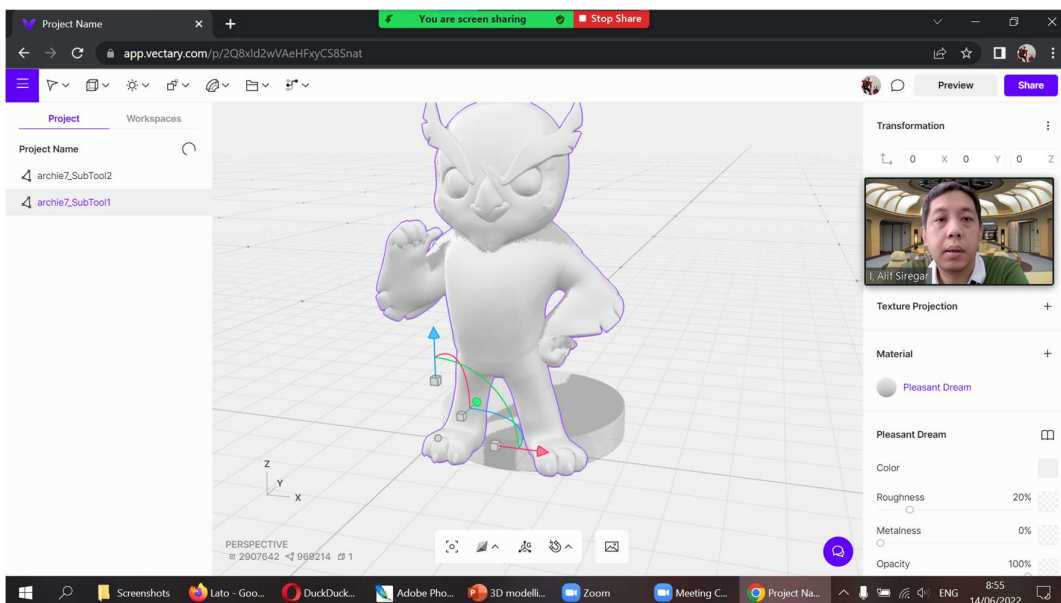 Project Name
You are screen sharing
Stop Share
app.vectary.com/p/2Q8xld2wVAeHFxyCS8Snat
Preview
Share
Project
Workspaces
Project Name
archie7_SubTool2
archie7_SubTool1
Transformation
0 X 0 Y 0 Z
I, Alif Siregar
Texture Projection
Material
Pleasant Dream
Pleasant Dream
Color
Roughness 20%
Metalness 0%
Opacity 100%
Z
Y
X
PERSPECTIVE
2907642 969214 1
Screenshots
Lato - Goo...
DuckDuck...
Adobe Pho...
3D modelli...
Zoom
Meeting C...
Project Na...
ENG
8:55
14/06/2022